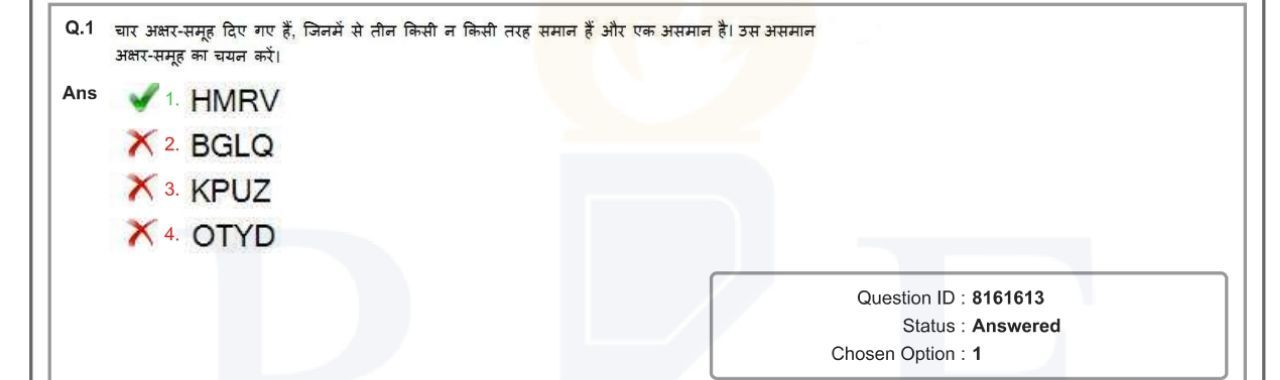 Q.1 चार अक्षर-समूह दिए गए हैं, जिनमें से तीन किसी न किसी तरह समान हैं और एक असमान है। उस असमान
अक्षर-समूह का चयन करें।
Ans 1. HMRV
2. BGLQ
3. KPUZ
4. OTYD
Question ID : 8161613
Status : Answered
Chosen Option : 1